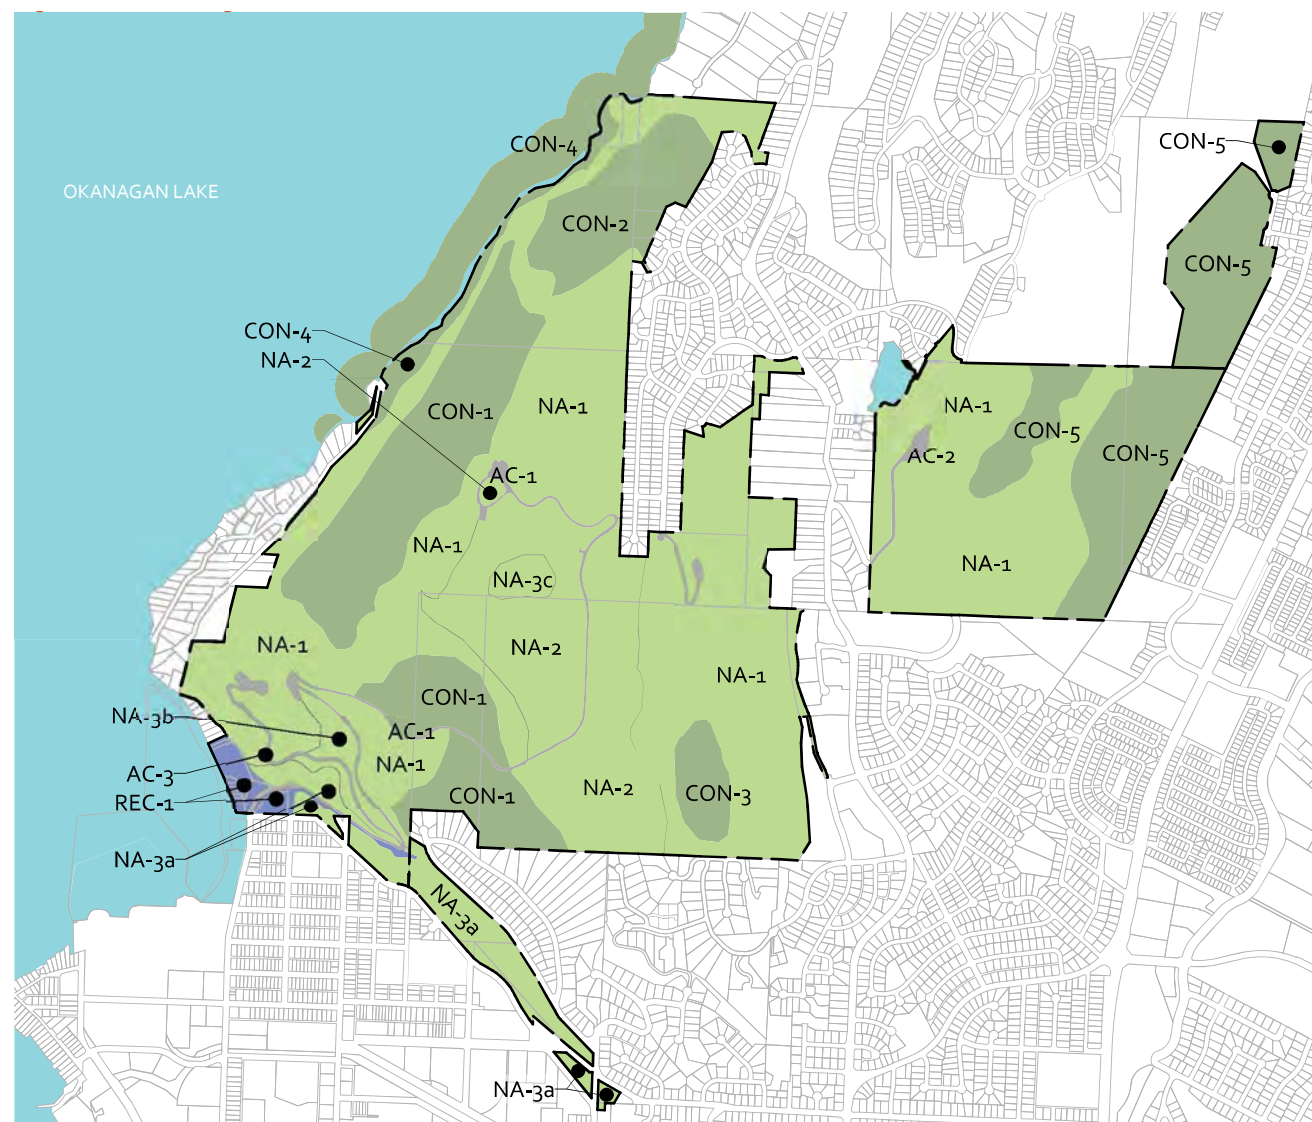 CON-4
CON-5
OKANAGAN LAKE
CON-2
CON-5
CON-4
NA-2
CON-1
NA-1
NA-1
CON-5
AC-2
CON-5
AC-1
NA-1
NA-3c
NA-1
NA-1
NA-2
NA-1
CON-1
NA-3b
AC-1
NA-1
AC-3
REC-1
CON-1
NA-2
CON-3
NA-3a
NA-3a
NA-3a